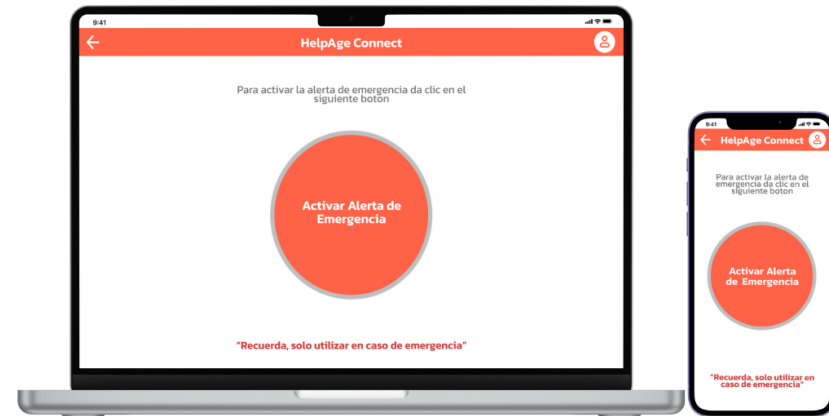 9:41
HelpAge Connect
Para activar la alerta de emergencia da clic en el
siguiente boton
Activar Alerta de
Emergencia
"Recuerda, solo utilizar en caso de emergencia"
9:41
HelpAge Connect
Para activar la alerta de
emergencia da clic en el
siguiente boton
Activar Alerta
de Emergencia
"Recuerda, solo utilizar en
caso de emergencia"